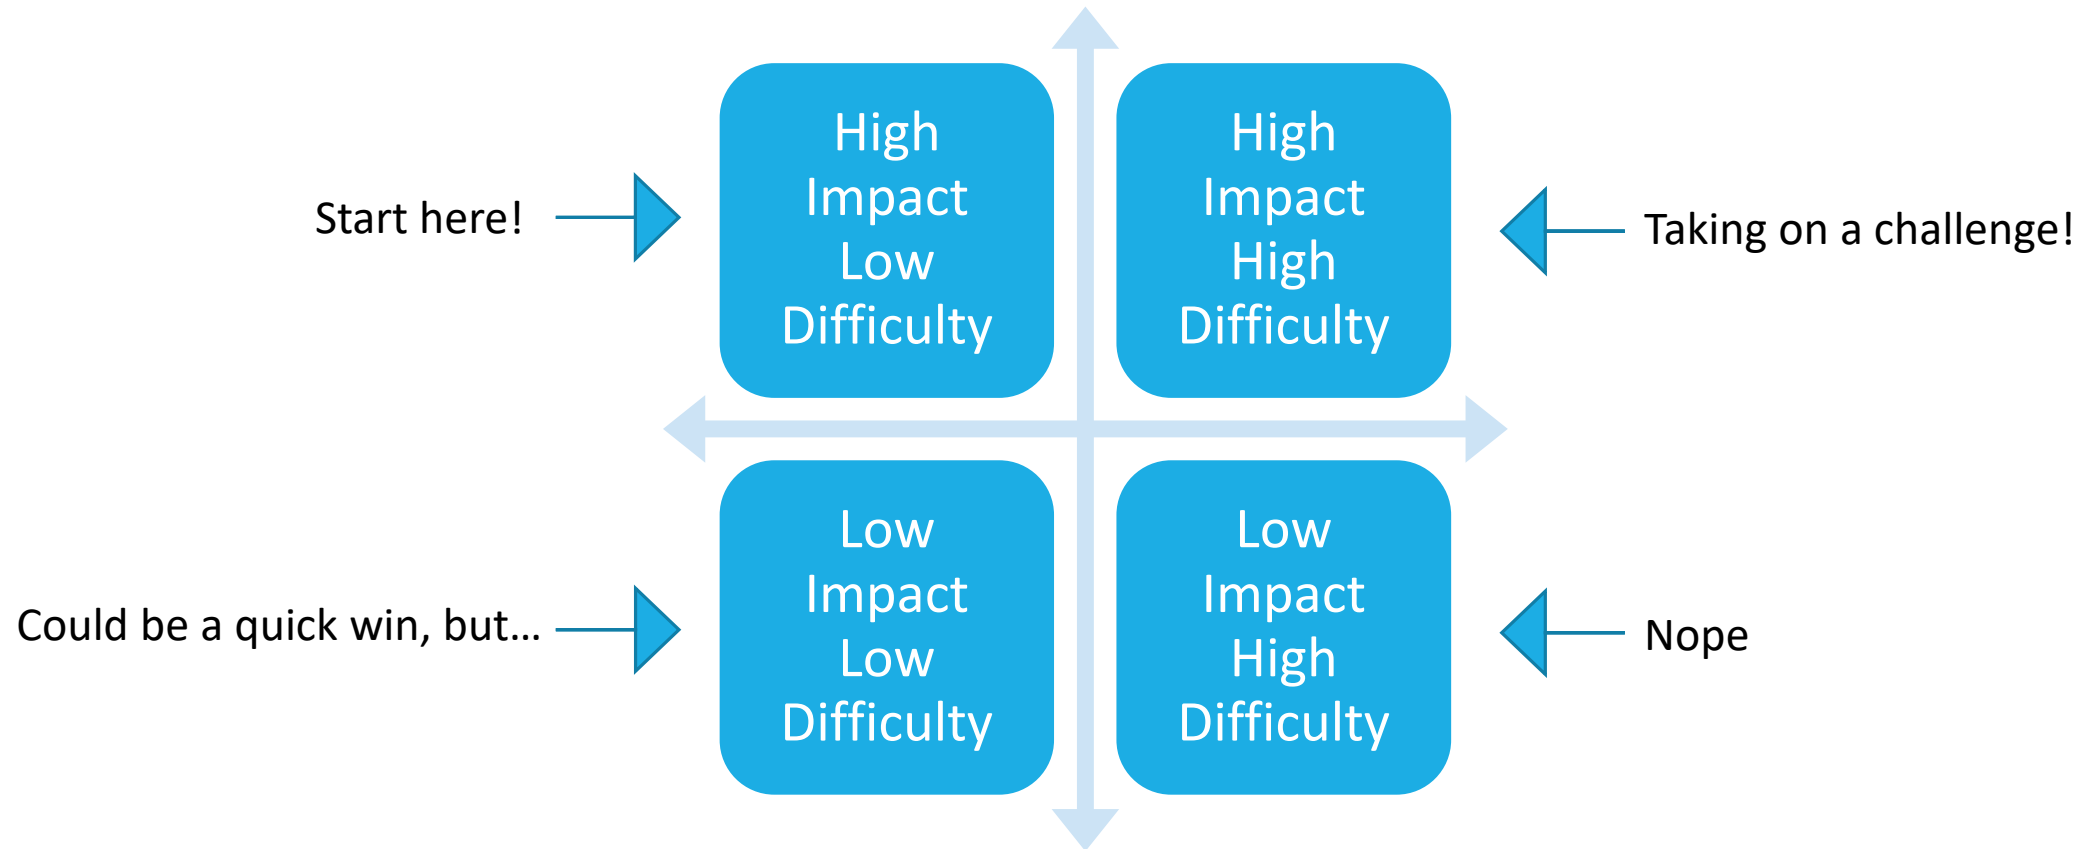 Start here!
High
Impact
Low
Difficulty
High
Impact
High
Difficulty
Taking on a challenge!
Could be a quick win, but...
Low
Impact
Low
Difficulty
Low
Impact
High
Difficulty
Nope